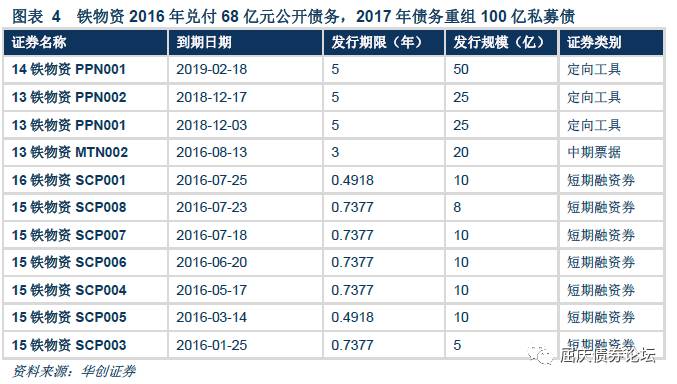 图表 4 铁物资 2016 年兑付 68 亿元公开债务，2017 年债务重组 100 亿私募债
证券名称 到期日期 发行期限（年） 发行规模（亿） 证券类别
14 铁物资 PPN001 2019-02-18 5 50 定向工具
13 铁物资 PPN002 2018-12-17 5 25 定向工具
13 铁物资 PPN001 2018-12-03 5 25 定向工具
13 铁物资 MTN002 2016-08-13 3 20 中期票据
16 铁物资 SCP001 2016-07-25 0.4918 10 短期融资券
15 铁物资 SCP008 2016-07-23 0.7377 8 短期融资券
15 铁物资 SCP007 2016-07-18 0.7377 10 短期融资券
15 铁物资 SCP006 2016-06-20 0.7377 10 短期融资券
15 铁物资 SCP004 2016-05-17 0.7377 10 短期融资券
15 铁物资 SCP005 2016-03-14 0.4918 10 短期融资券
15 铁物资 SCP003 2016-01-25 0.7377 5 短期融资券
屈庆债券论坛
资料来源：华创证券